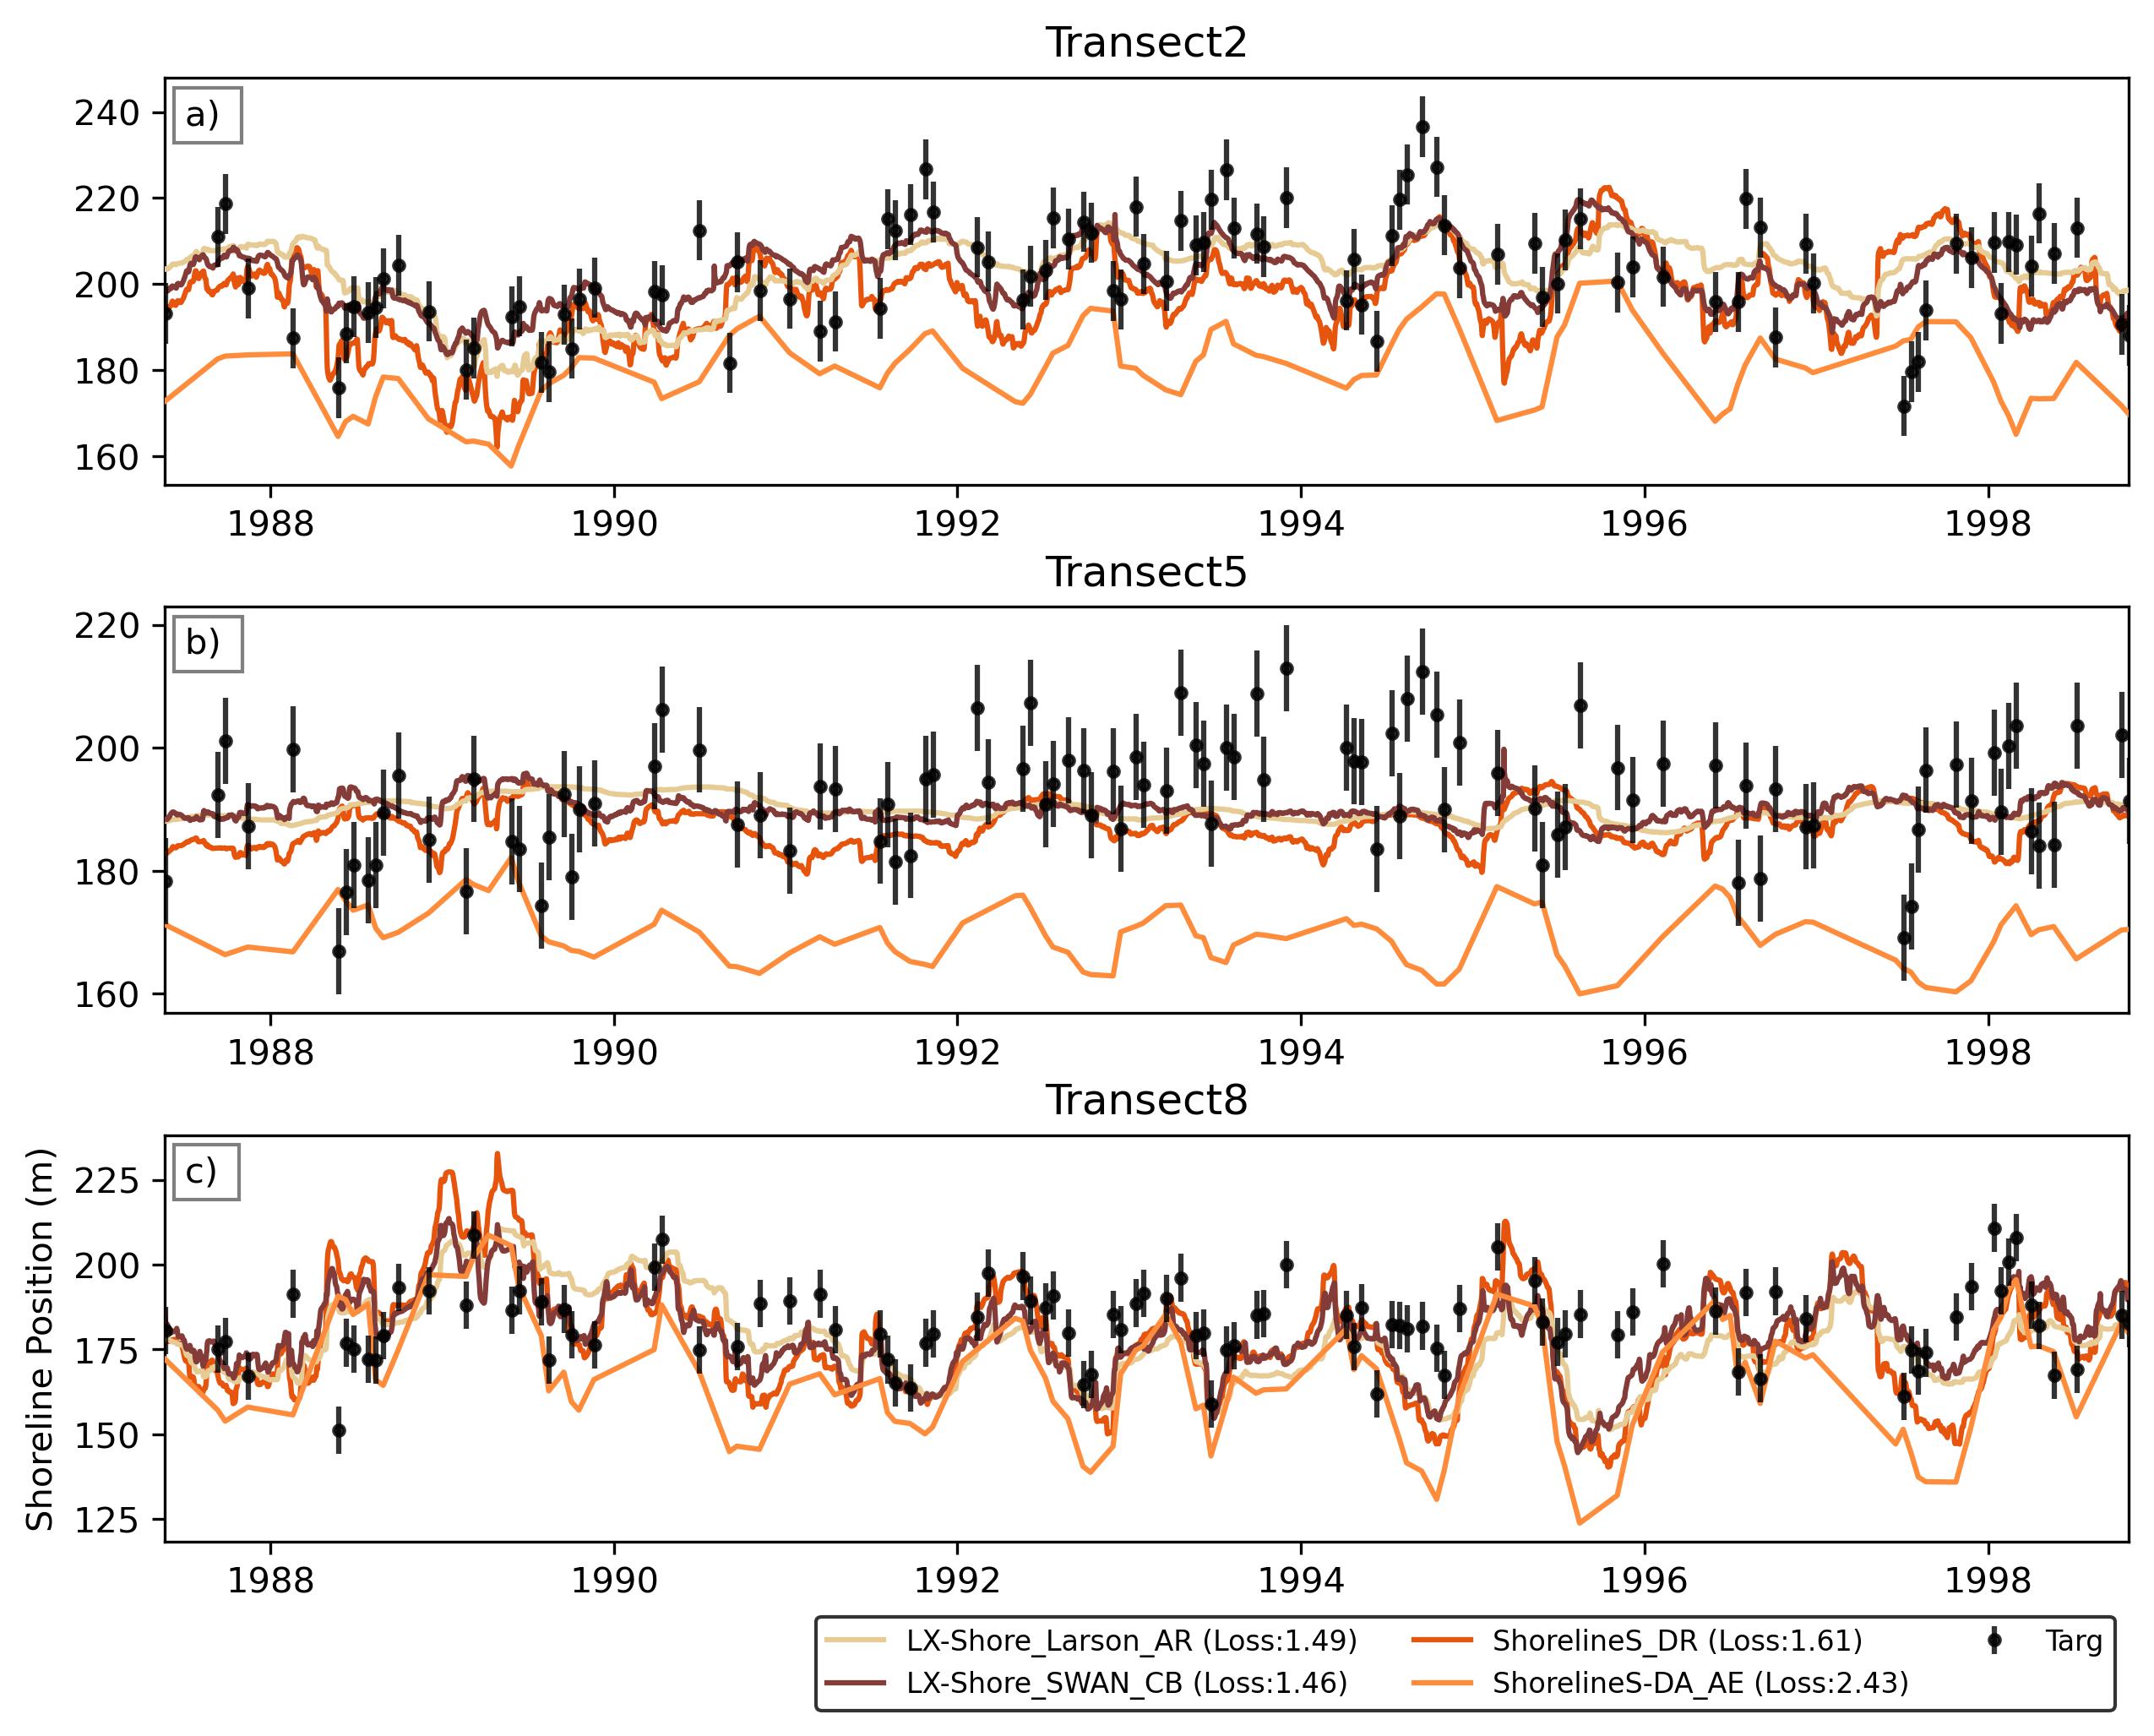 Transect2
a)
240
220
200
180
160
1988 1990 1992 1994 1996 1998
Transect5
b)
220
200
180
160
1988 1990 1992 1994 1996 1998
Transect8
c)
Shoreline Position (m)
225
200
175
150
125
1988 1990 1992 1994 1996 1998
LX-Shore_Larson_AR (Loss:1.49) ShorelineS_DR (Loss:1.61) Targ
LX-Shore_SWAN_CB (Loss:1.46) ShorelineS-DA_AE (Loss:2.43)